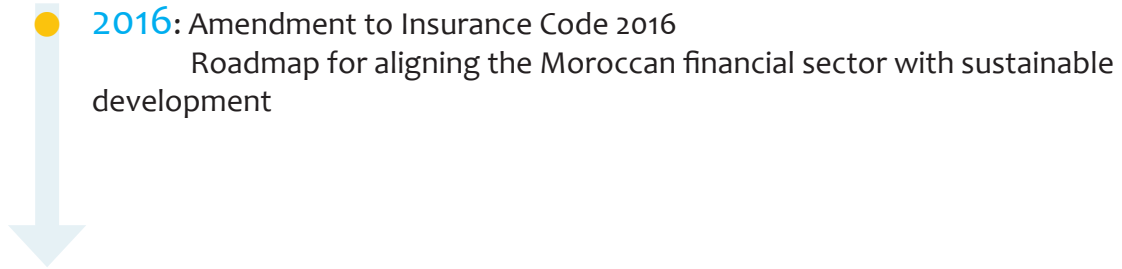 2016: Amendment to Insurance Code 2016
Roadmap for aligning the Moroccan financial sector with sustainable
development